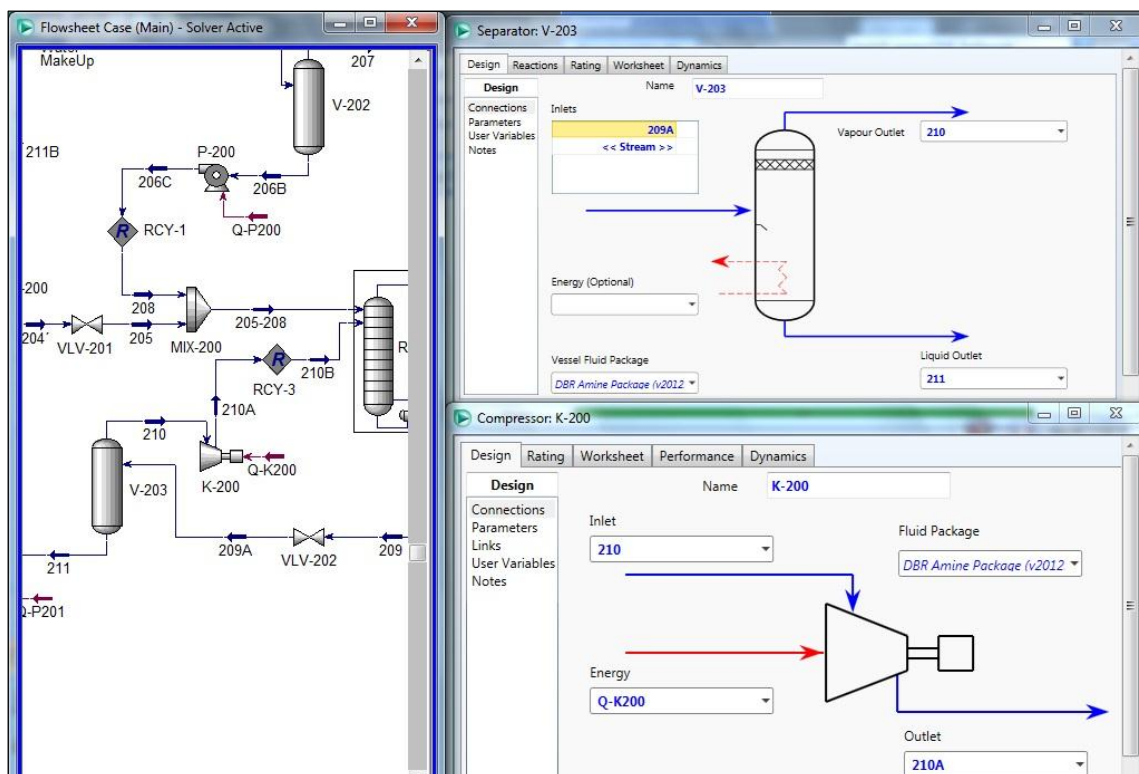 Flowsheet Case (Main) - Solver Active
MakeUp
207
V-202
211B
P-200
206C
206B
RCY-1
Q-P200
-200
208
205-208
204
205
VLV-201
MIX-200
RCY-3
210B
R
210A
210
Q-K200
V-203
K-200
209A
209
VLV-202
211
Q-P201
Separator: V-203
Design
Reactions
Rating
Worksheet
Dynamics
Design
Name
V-203
Connections
Parameters
User Variables
Notes
Inlets
209A
<< Stream >>
Vapour Outlet
210
Energy (Optional)
Vessel Fluid Package
DBR Amine Package (v2012
Liquid Outlet
211
Compressor: K-200
Design
Rating
Worksheet
Performance
Dynamics
Design
Name
K-200
Connections
Parameters
Links
User Variables
Notes
Inlet
210
Fluid Package
DBR Amine Package (v2012
Energy
Q-K200
Outlet
210A